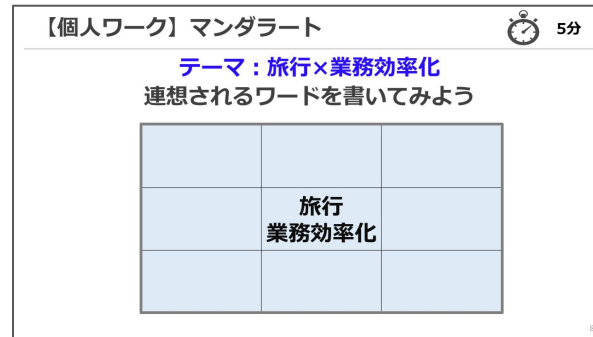 【個人ワーク】マンダラート
5分
テーマ：旅行×業務効率化
連想されるワードを書いてみよう
旅行
業務効率化